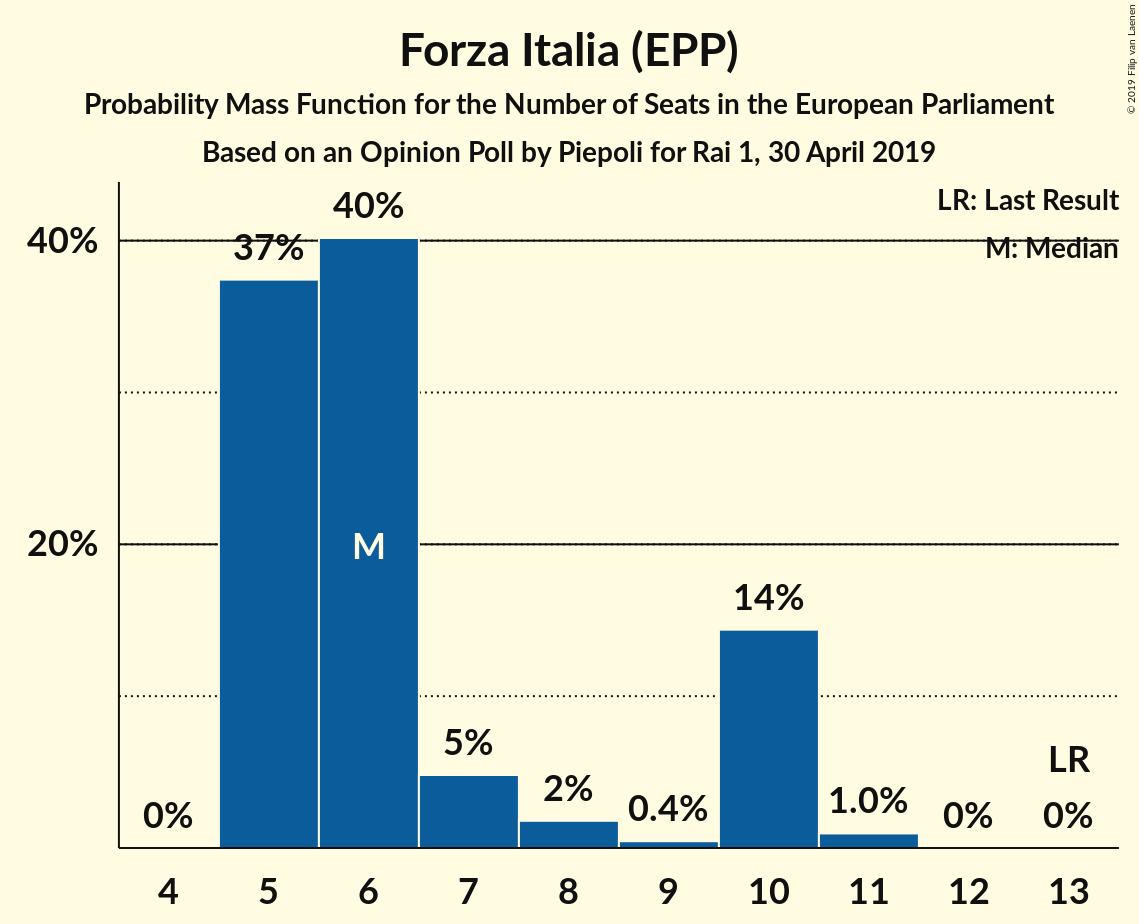 Forza Italia (EPP)
Probability Mass Function for the Number of Seats in the European Parliament
Based on an Opinion Poll by Piepoli for Rai 1, 30 April 2019
© 2019 Filip van Laenen
LR: Last Result
M: Median
40%
20%
0%
37%
40%
M
5%
2%
0.4%
14%
1.0%
0%
LR
0%
4 5 6 7 8 9 10 11 12 13